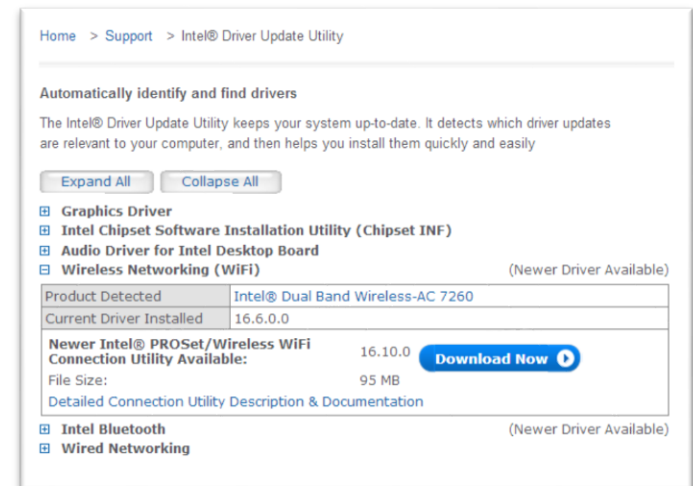 Home > Support > Intel® Driver Update Utility
Automatically identify and find drivers
The Intel® Driver Update Utility keeps your system up-to-date. It detects which driver updates
are relevant to your computer, and then helps you install them quickly and easily
Expand All Collapse All
Graphics Driver
Intel Chipset Software Installation Utility (Chipset INF)
Audio Driver for Intel Desktop Board
Wireless Networking (WiFi) (Newer Driver Available)
Product Detected Intel® Dual Band Wireless-AC 7260
Current Driver Installed 16.6.0.0
Newer Intel® PROSet/Wireless WiFi
Connection Utility Available: 16.10.0 Download Now
File Size: 95 MB
Detailed Connection Utility Description & Documentation
Intel Bluetooth (Newer Driver Available)
Wired Networking